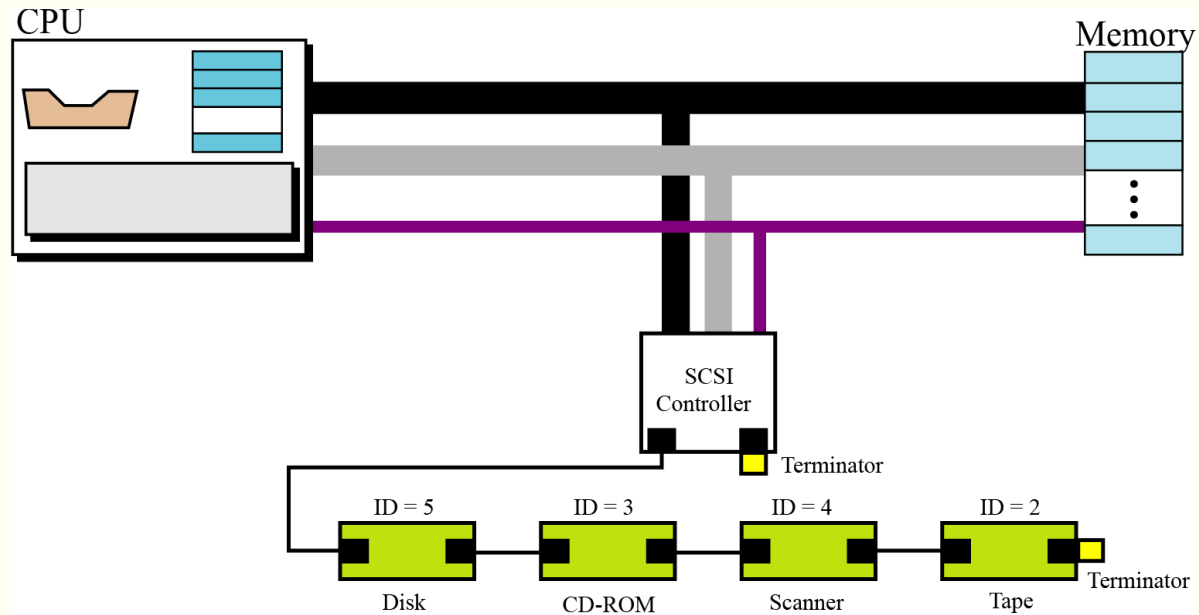 CPU
Memory
SCSI
Controller
Terminator
ID = 5
ID = 3
ID = 4
ID = 2
Terminator
Disk
CD-ROM
Scanner
Tape